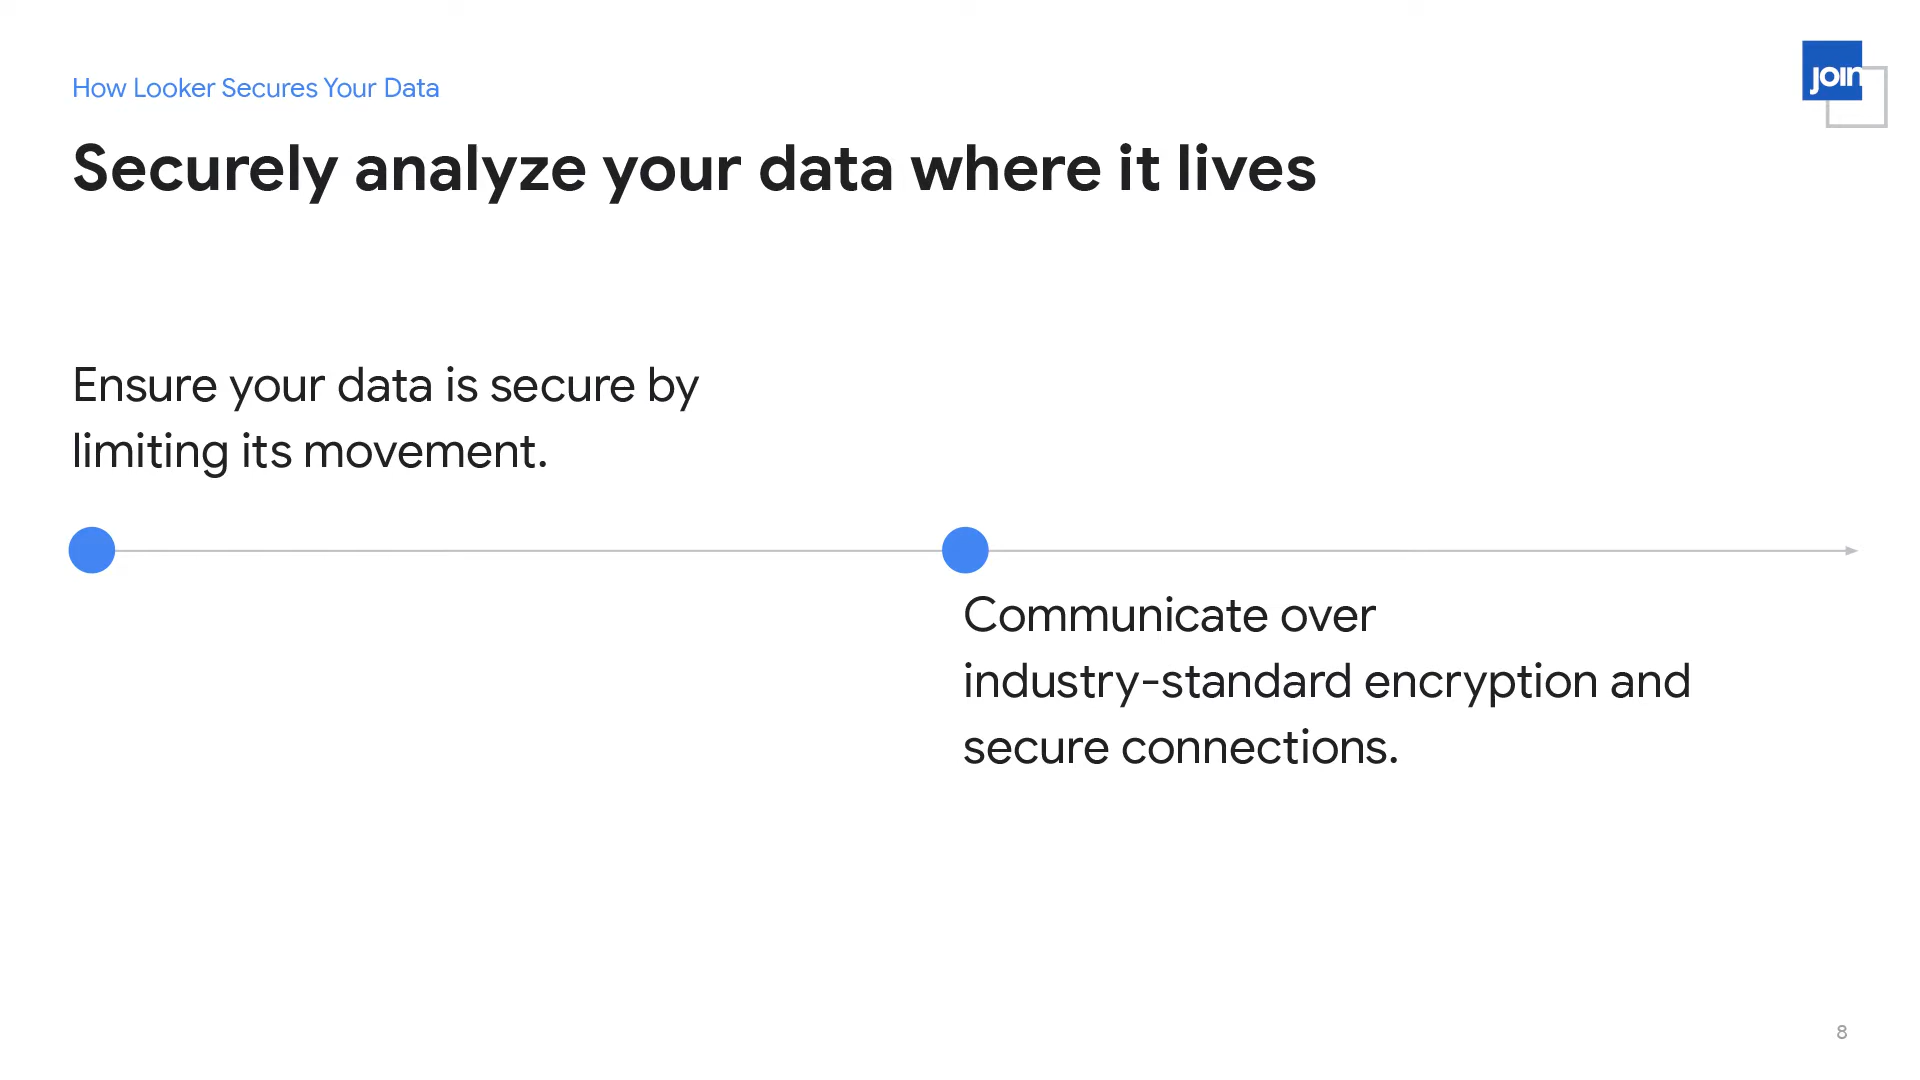 How Looker Secures Your Data
join
Securely analyze your data where it lives
Ensure your data is secure by
limiting its movement.
Communicate over
industry-standard encryption and
secure connections.
8